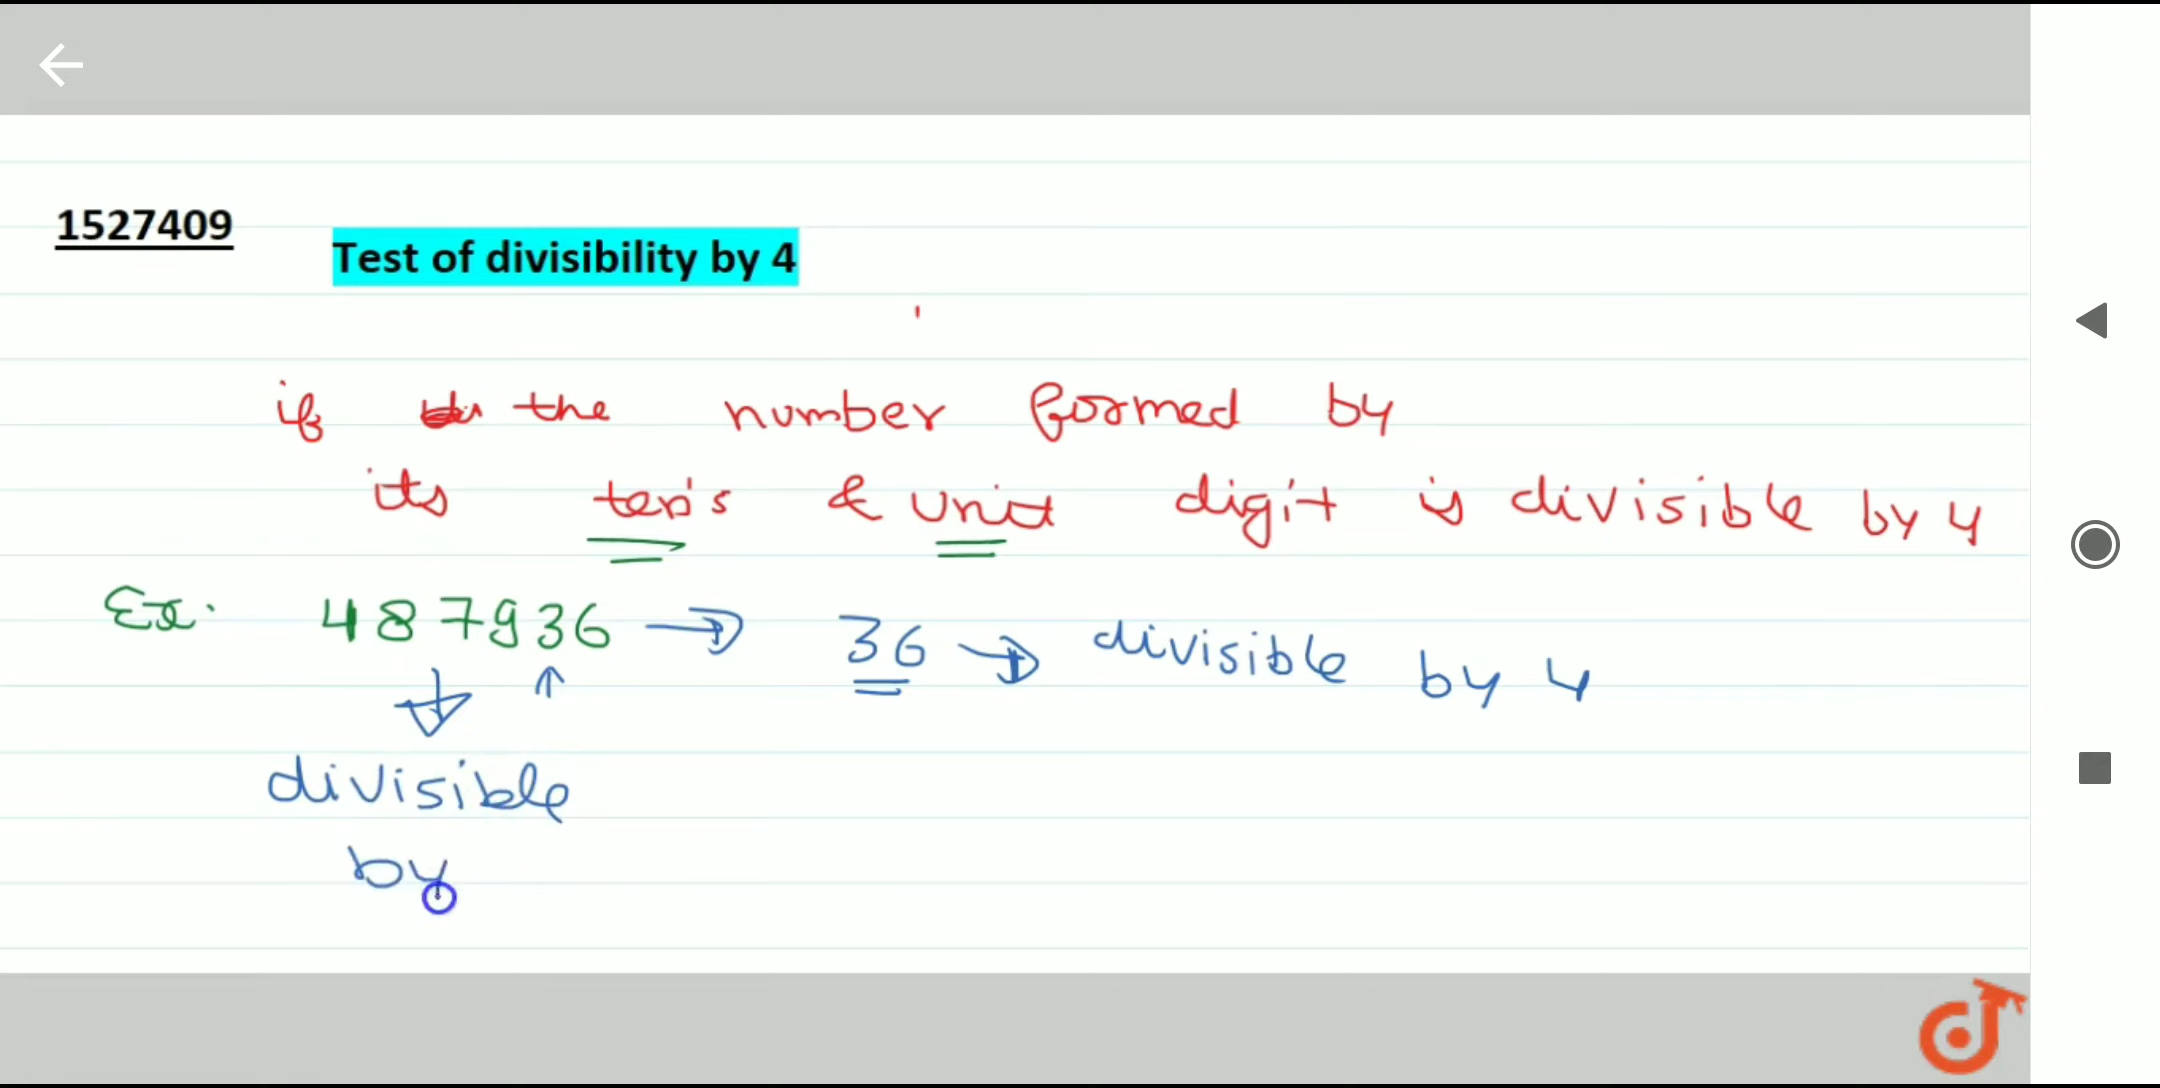 1527409
Test of divisibility by 4
if the number formed by
its ten's & unit digit is divisible by 4
Ex. 487936 → 36 → divisible by 4
divisible
by